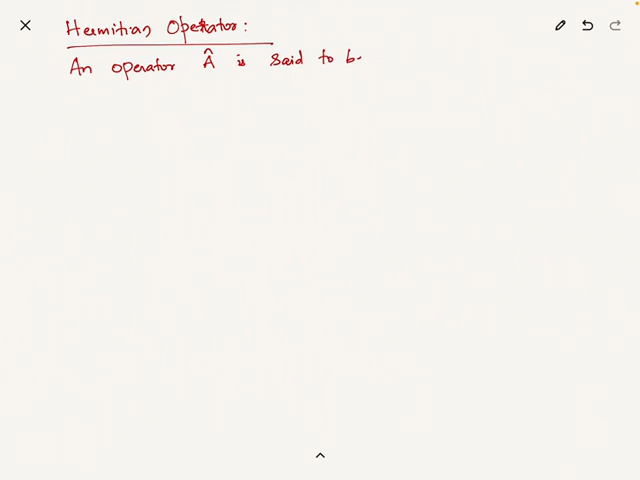 Hermitian Operator:
An operator Â is said to b